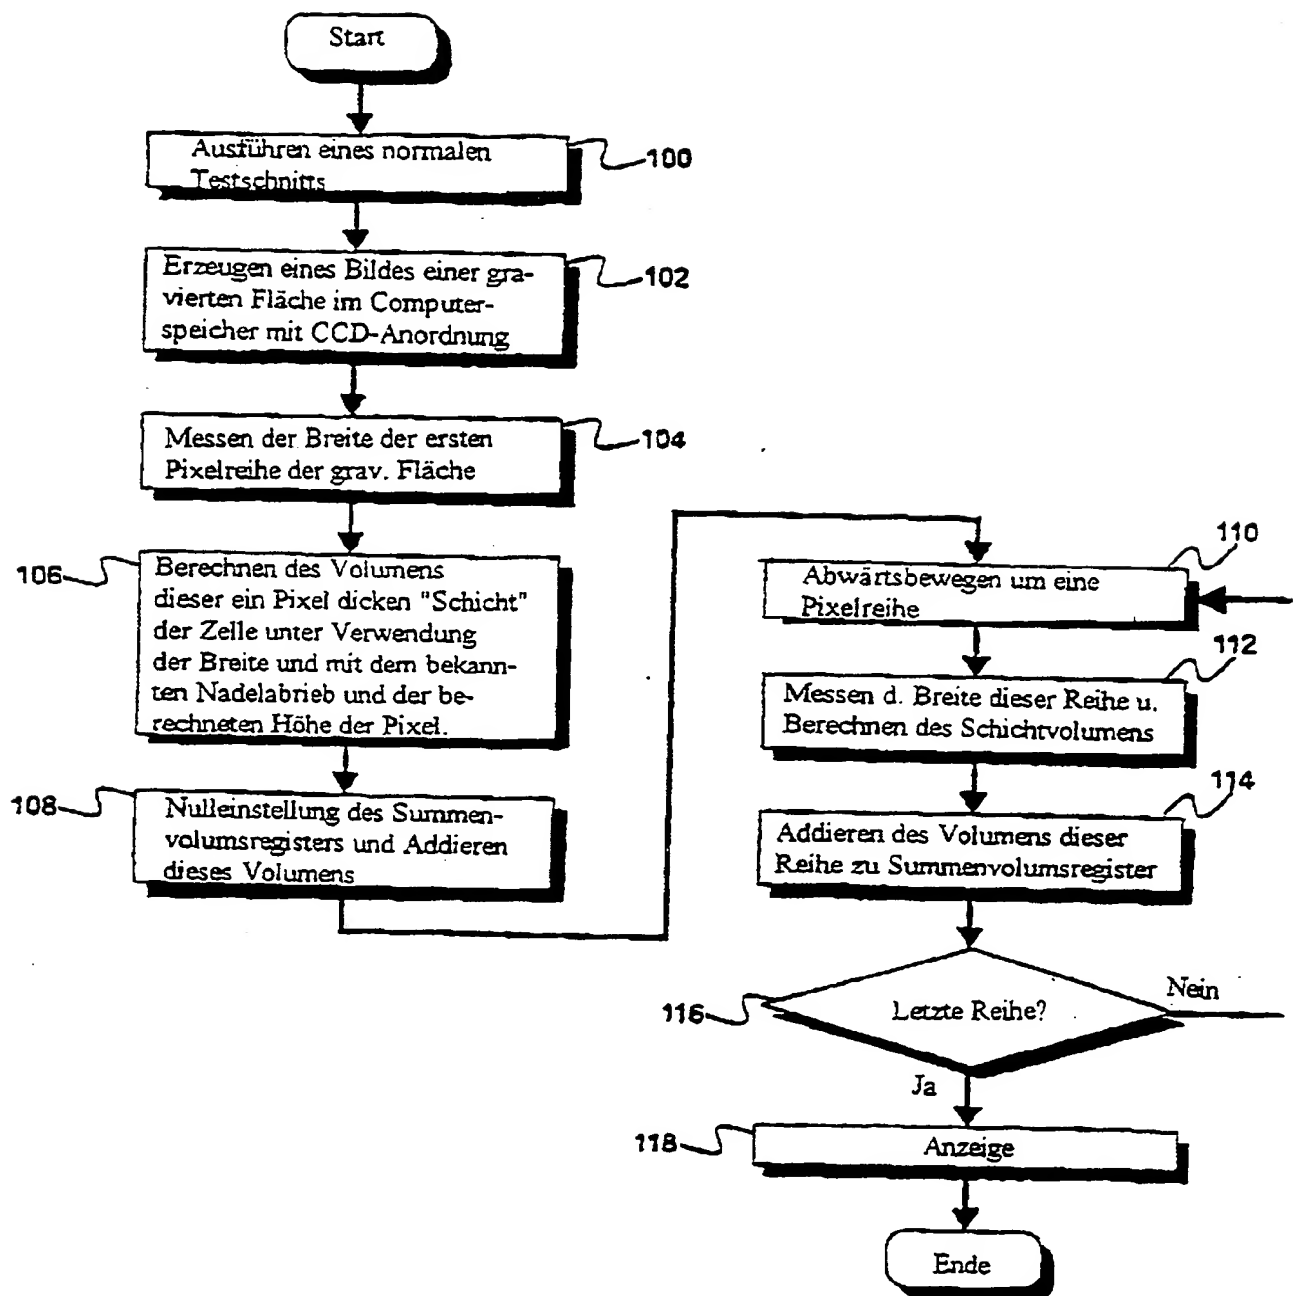 Start
Ausführen eines normalen
Testschnitts
100
Erzeugen eines Bildes einer gra-
vierten Fläche im Computer-
speicher mit CCD-Anordnung
102
Messen der Breite der ersten
Pixelreihe der grav. Fläche
104
106
Berechnen des Volumens
dieser ein Pixel dicken "Schicht"
der Zelle unter Verwendung
der Breite und mit dem bekann-
ten Nadelabrieb und der be-
rechneten Höhe der Pixel.
108
Nulleinstellung des Summen-
volumsregisters und Addieren
dieses Volumens
110
Abwärtsbewegen um eine
Pixelreihe
112
Messen d. Breite dieser Reihe u.
Berechnen des Schichtvolumens
114
Addieren des Volumens dieser
Reihe zu Summenvolumsregister
116
Letzte Reihe?
Nein
Ja
118
Anzeige
Ende